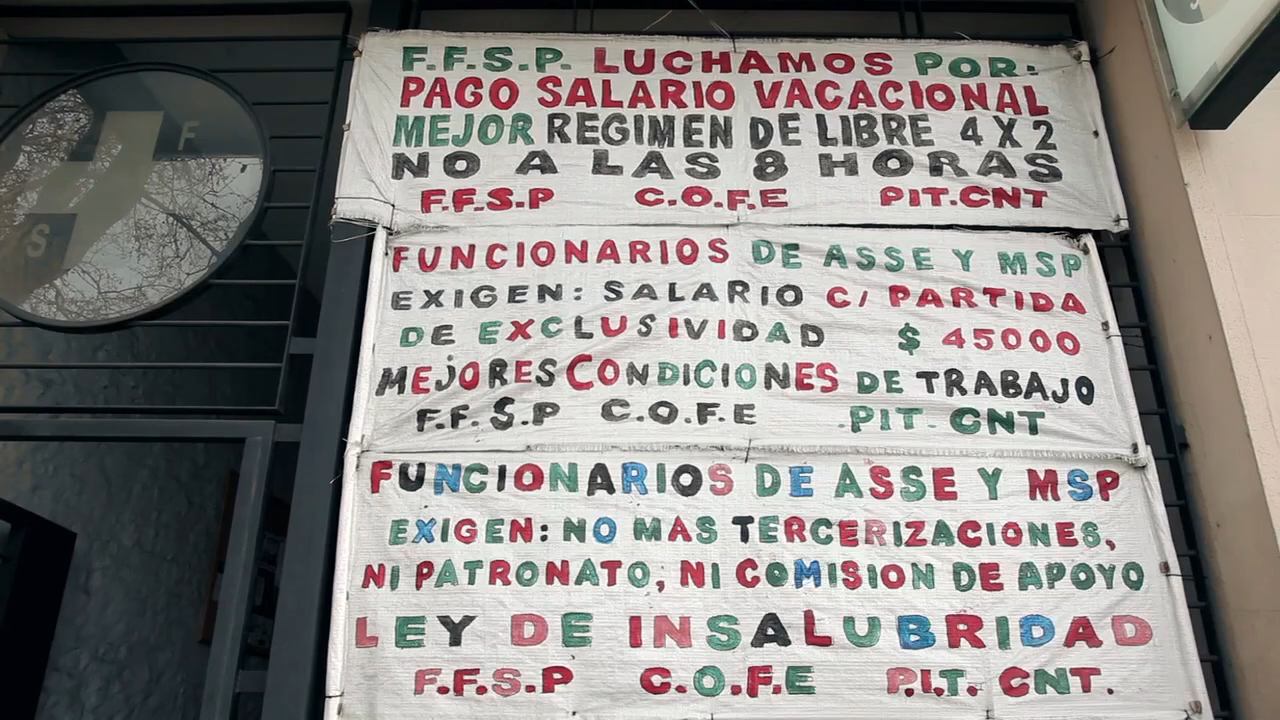 F
S
F.F.S.P. LUCHAMOS POR:
PAGO SALARIO VACACIONAL
MEJOR REGIMEN DE LIBRE 4X2
NO A LAS 8 HORAS
F.F.S.P C.O.F.E PIT.CNT
FUNCIONARIOS DE ASSE Y MSP
EXIGEN: SALARIO C/ PARTIDA
DE EXCLUSIVIDAD $ 45000
MEJORES CONDICIONES DE TRABAJO
F.F.S.P C.O.F.E PIT. CNT
FUNCIONARIOS DE ASSE Y MSP
EXIGEN: NO MAS TERCERIZACIONES,
NI PATRONATO, NI COMISION DE APOYO
LEY DE INSALUBRIDAD
F.F.S.P C.O.F.E P.I.T. CNT.